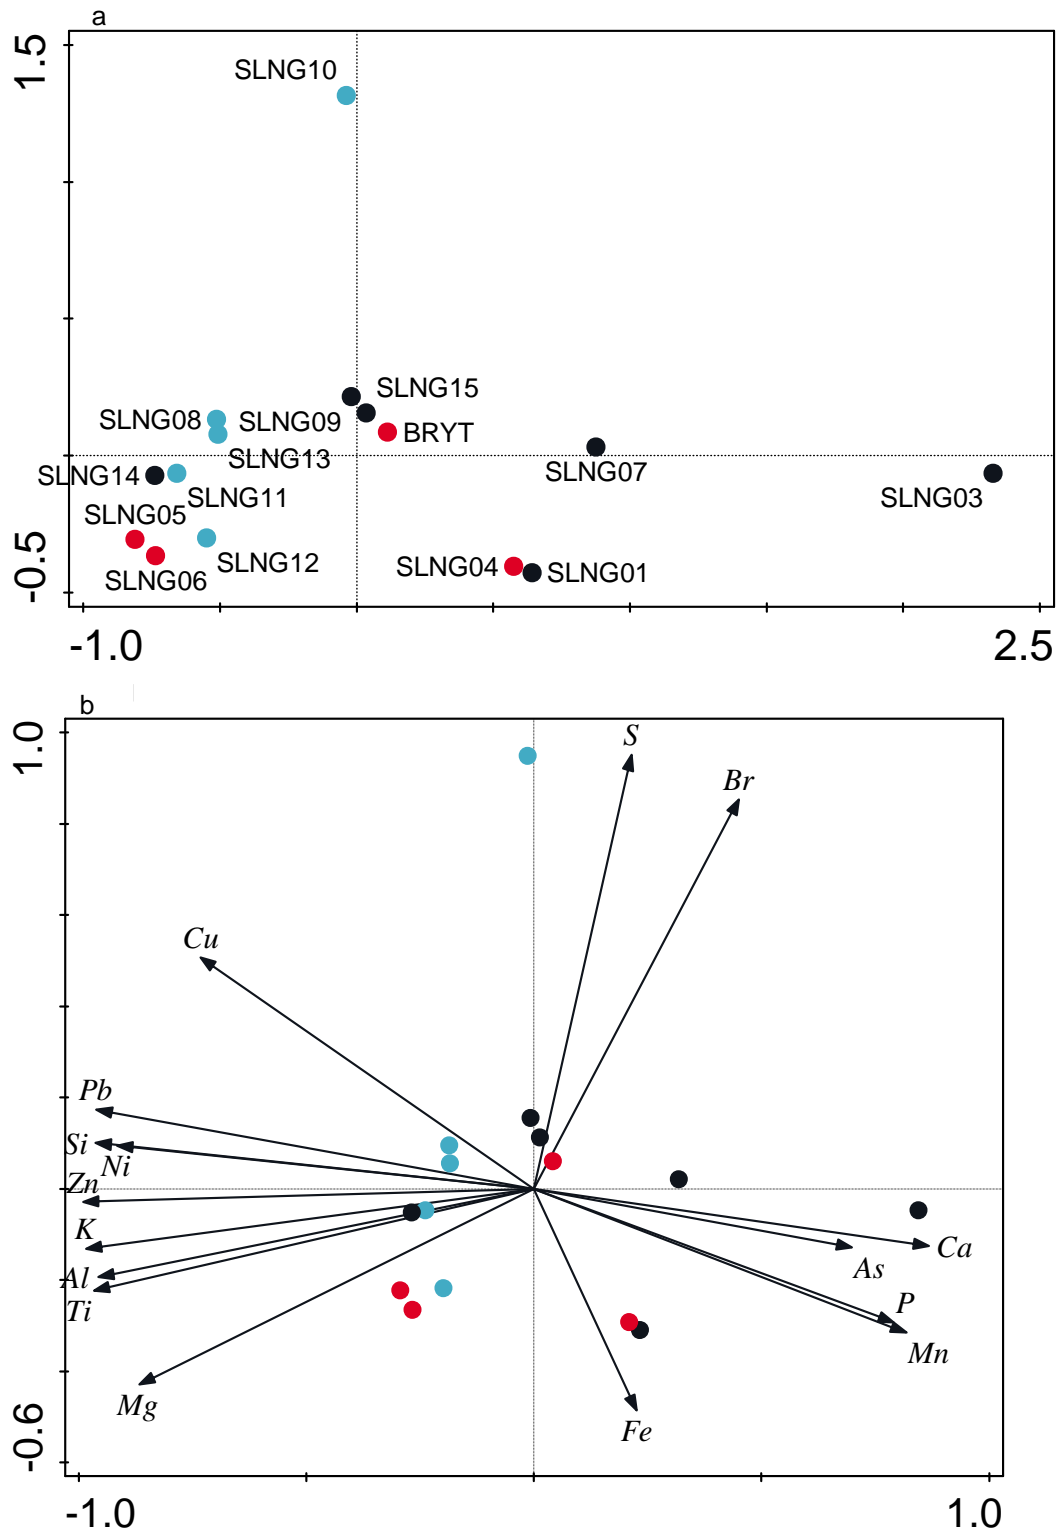 a
1.5
SLNG10
SLNG15
SLNG08
SLNG09
BRYT
SLNG13
SLNG07
SLNG14
SLNG11
SLNG03
SLNG05
SLNG12
SLNG04
SLNG01
SLNG06
-0.5
-1.0
2.5
b
1.0
S
Br
Cu
Pb
Si
Ni
Zn
K
Ca
As
Al
P
Ti
Mn
Mg
Fe
-0.6
-1.0
1.0